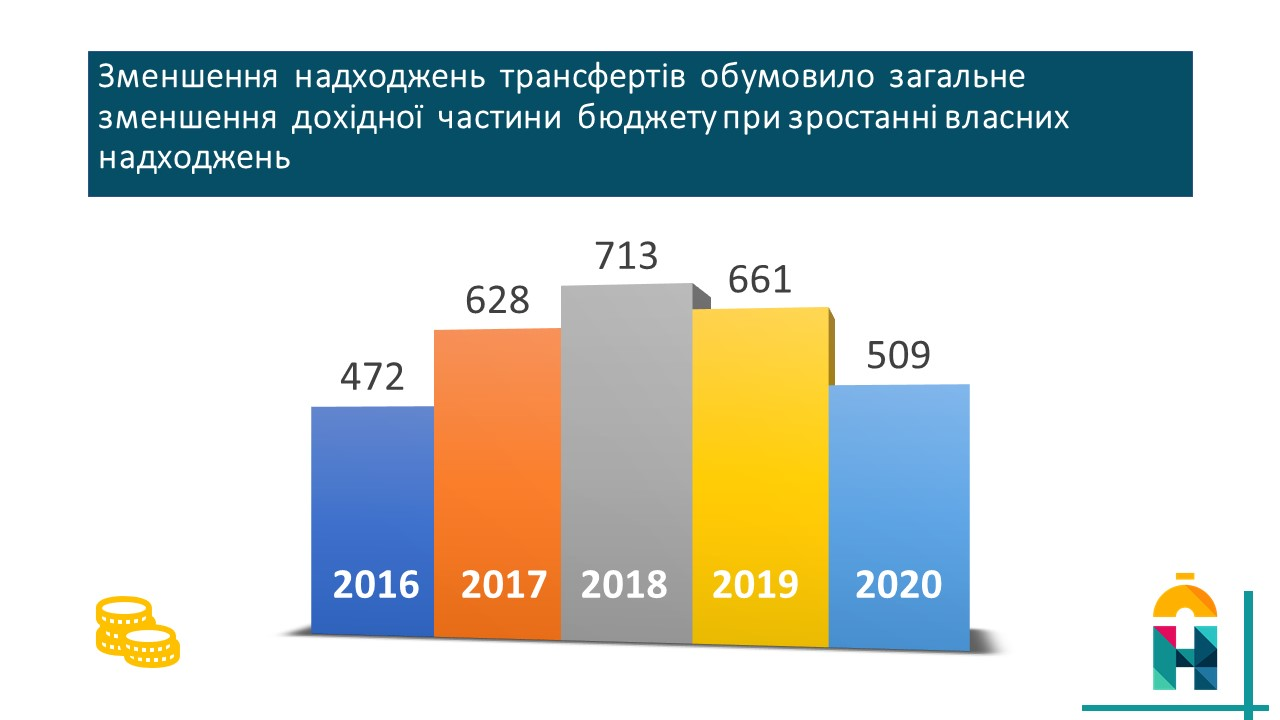 Зменшення надходжень трансфертів обумовило загальне
зменшення дохідної частини бюджету при зростанні власних
надходжень
713
661
628
509
472
2016 2017 2018 2019 2020